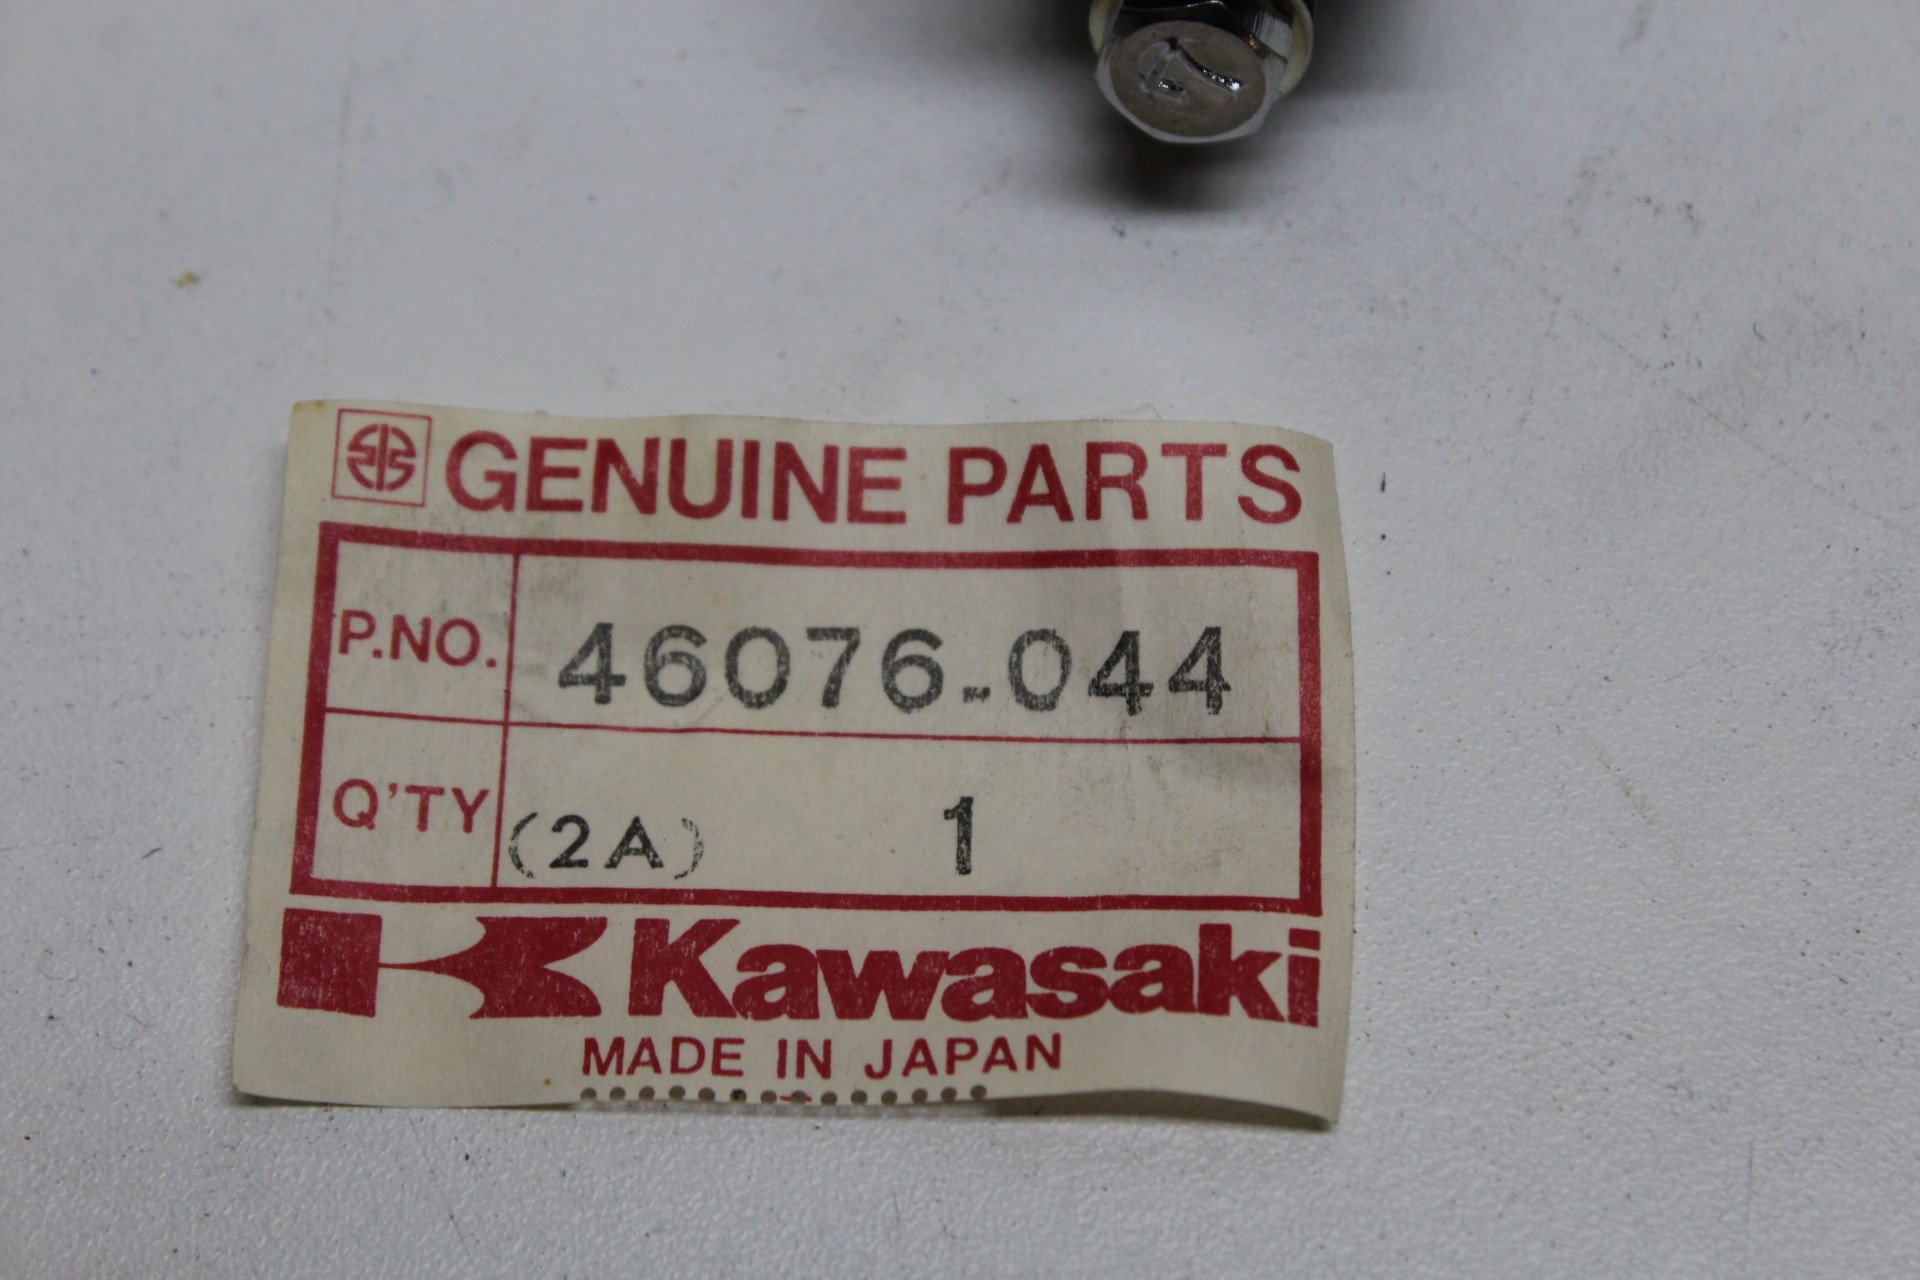 GENUINE PARTS
P.NO. 46076-044
Q'TY (2A) 1
Kawasaki
MADE IN JAPAN